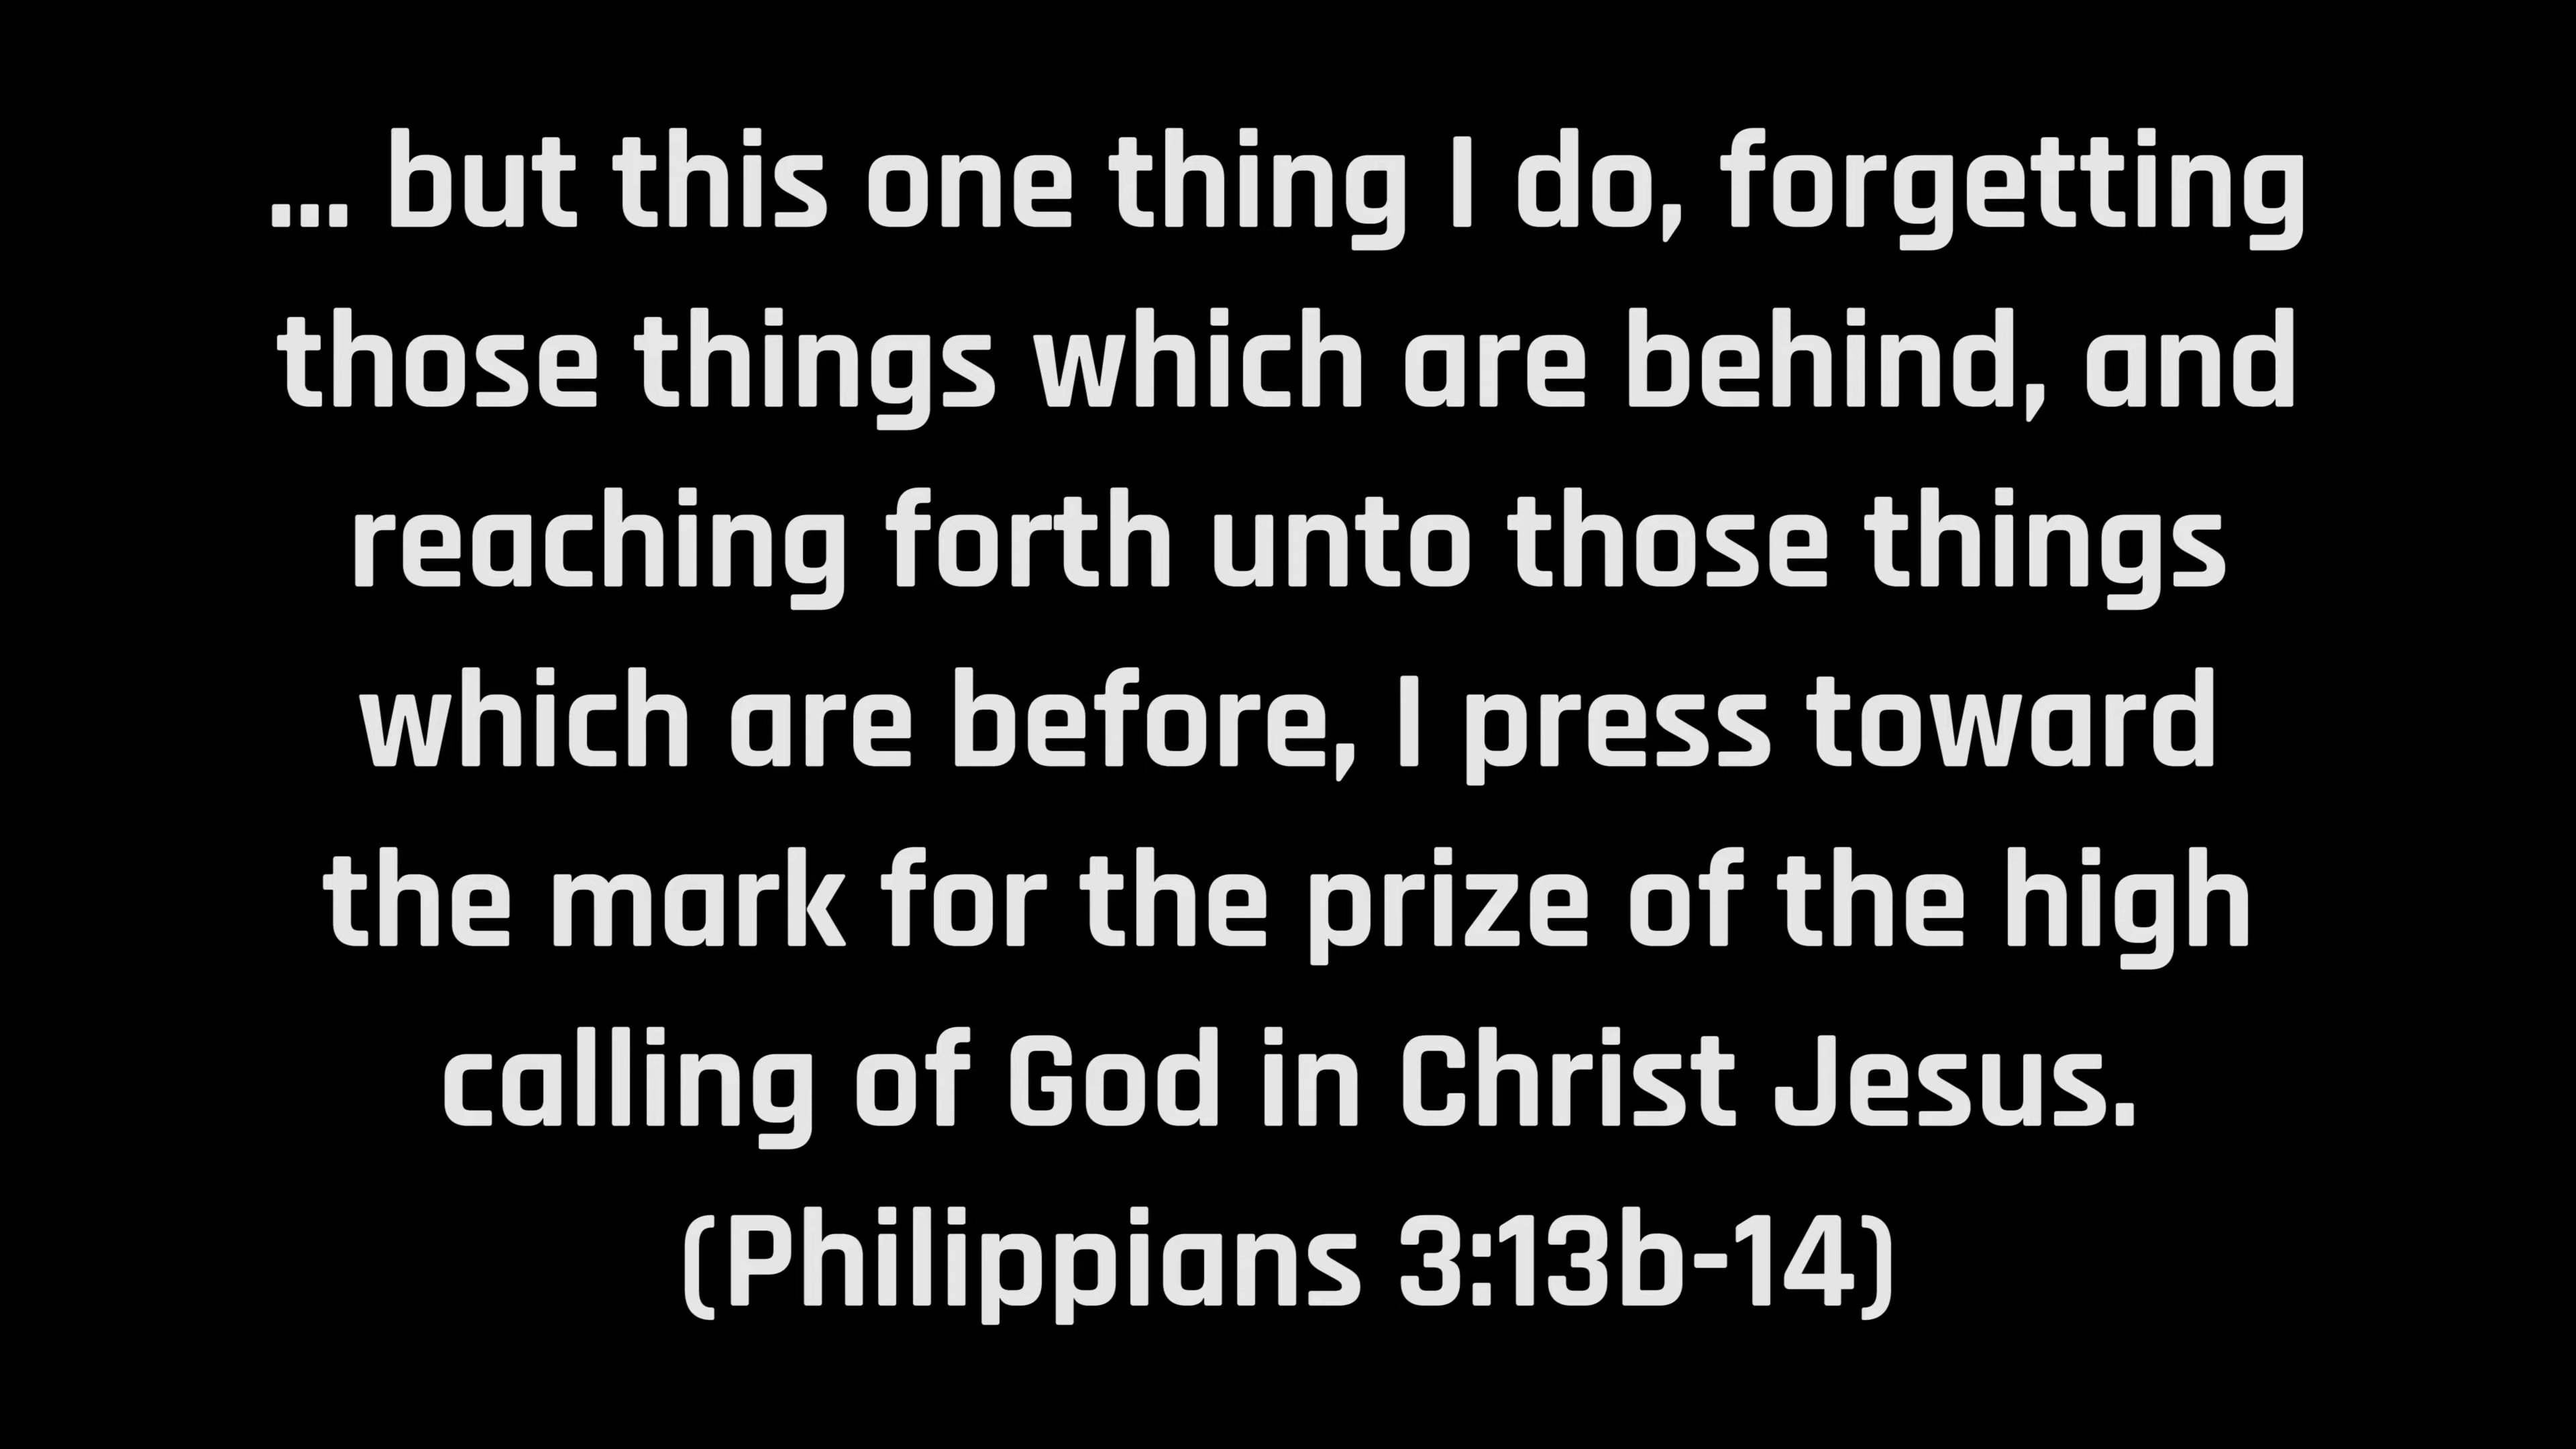 ... but this one thing I do, forgetting
those things which are behind, and
reaching forth unto those things
which are before, I press toward
the mark for the prize of the high
calling of God in Christ Jesus.
(Philippians 3:13b-14)